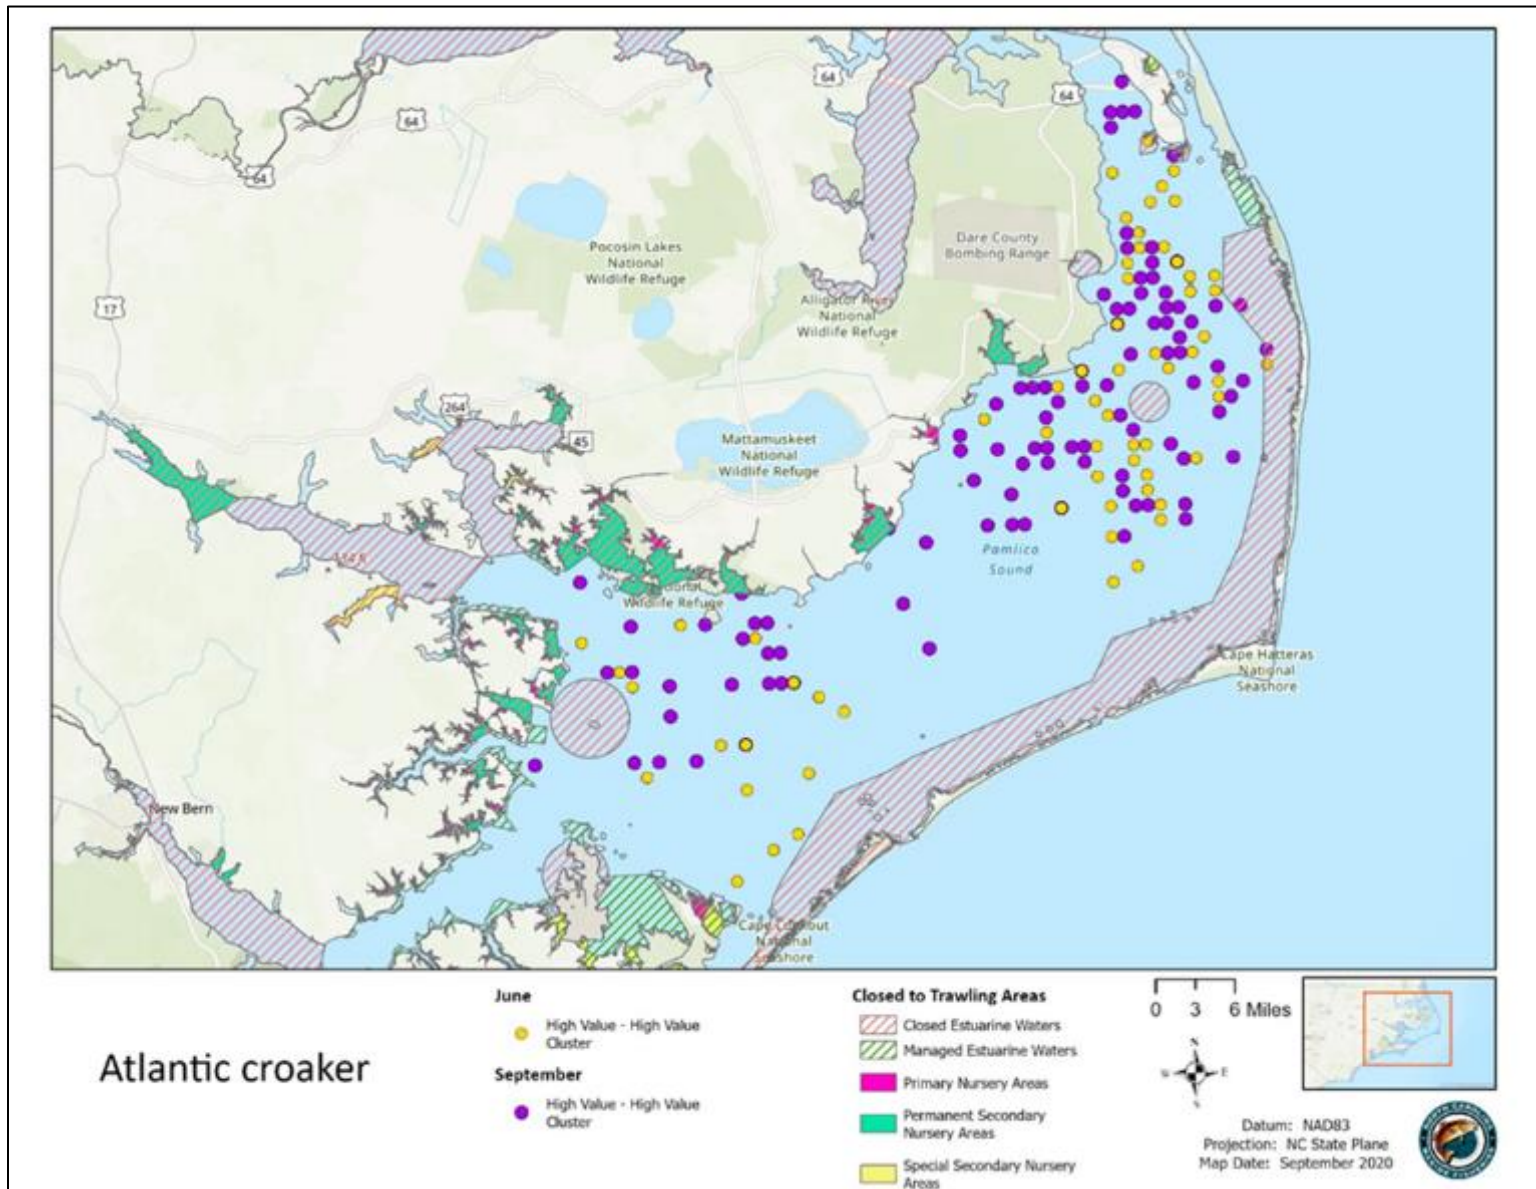 64
64
64
64
Pocosin Lakes
National
Wildlife Refuge
Dare County
Bombing Range
17
Alligator River
National
Wildlife Refuge
264
45
Mattamuskeet
National
Wildlife Refuge
Pamlico
Sound
Wildlife Refuge
Cape Hatteras
National
Seashore
New Bern
Cape Lookout
National
Seashore
Atlantic croaker
June
High Value - High Value
Cluster
September
High Value - High Value
Cluster
Closed to Trawling Areas
Closed Estuarine Waters
Managed Estuarine Waters
Primary Nursery Areas
Permanent Secondary
Nursery Areas
Special Secondary Nursery
Areas
0 3 6 Miles
N
W E
S
Datum: NAD83
Projection: NC State Plane
Map Date: September 2020